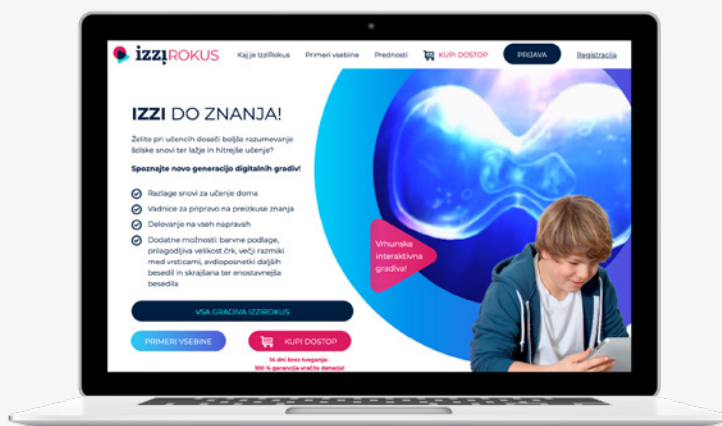 izzi ROKUS
Kaj je IzziRokus Primeri vsebine Prednosti KUPI DOSTOP PRIJAVA Registracija
IZZI DO ZNANJA!
Želite pri učencih doseči boljše razumevanje
šolske snovi ter lažje in hitrejše učenje?
Spoznajte novo generacijo digitalnih gradiv!
Razlage snovi za učenje doma
Vadnice za pripravo na preizkuse znanja
Delovanje na vseh napravah
Dodatne možnosti: barvne podlage,
prilagodljiva velikost črk, večji razmiki
med vrsticami, avdioposnetki daljših
besedil in skrajšana ter enostavnejša
besedila
Vrhunska
interaktivna
gradiva!
VSA GRADIVA IZZIROKUS
PRIMERI VSEBINE KUPI DOSTOP
14 dni brez tveganja:
100 % garancija vračila denarja!